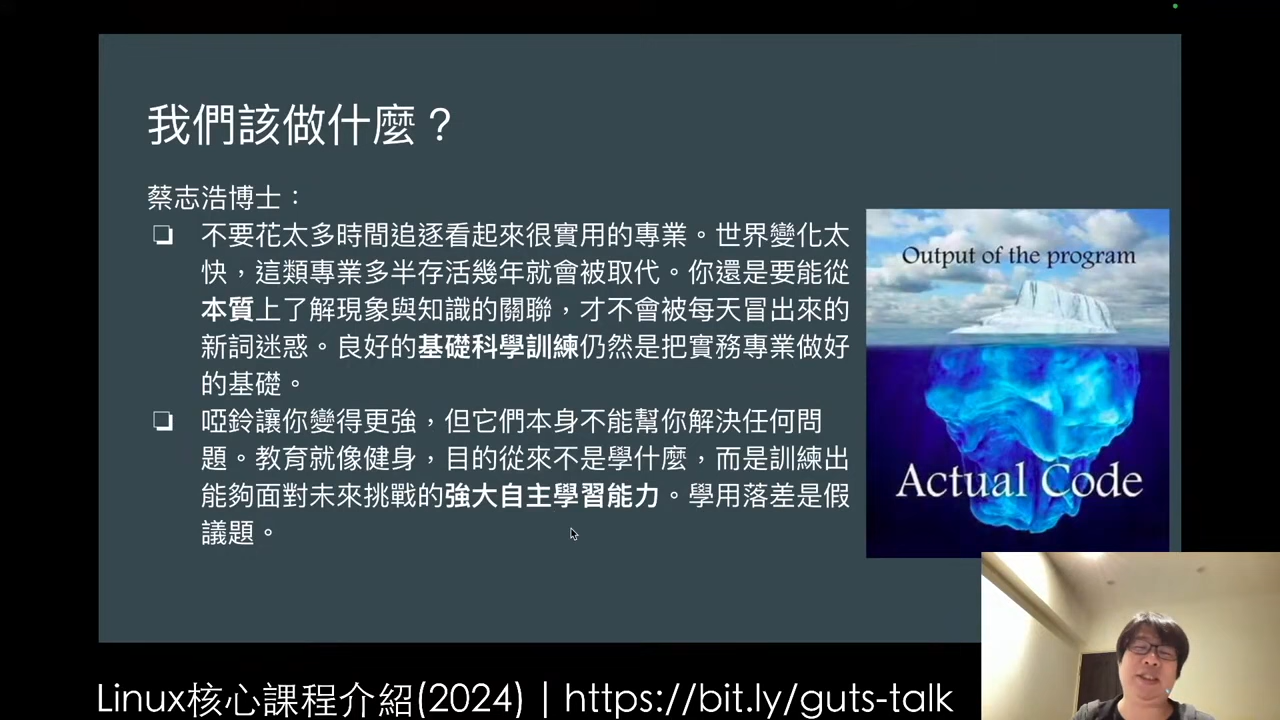 我們該做什麼？
蔡志浩博士：
❏ 不要花太多時間追逐看起來很實用的專業。世界變化太
快，這類專業多半存活幾年就會被取代。你還是要能從
本質上了解現象與知識的關聯，才不會被每天冒出來的
新詞迷惑。良好的基礎科學訓練仍然是把實務專業做好
的基礎。
❏ 啞鈴讓你變得更強，但它們本身不能幫你解決任何問
題。教育就像健身，目的從來不是學什麼，而是訓練出
能夠面對未來挑戰的強大自主學習能力。學用落差是假
議題。
Output of the program
Actual Code
Linux核心課程介紹(2024) | https://bit.ly/guts-talk